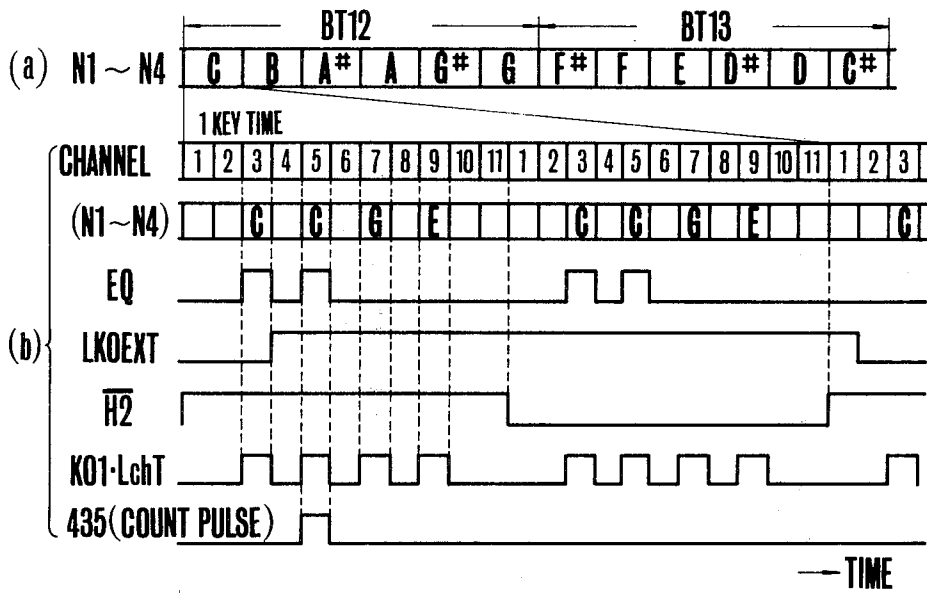 BT12 BT13
(a) N1 ~ N4 C B A# A G# G F# F E D# D C#
1 KEY TIME
CHANNEL 1 2 3 4 5 6 7 8 9 10 11 1 2 3 4 5 6 7 8 9 10 11 1 2 3
(N1~N4) C C G E C C G E C
EQ
(b) LKOEXT
H2
KO1·LchT
435(COUNT PULSE)
→ TIME